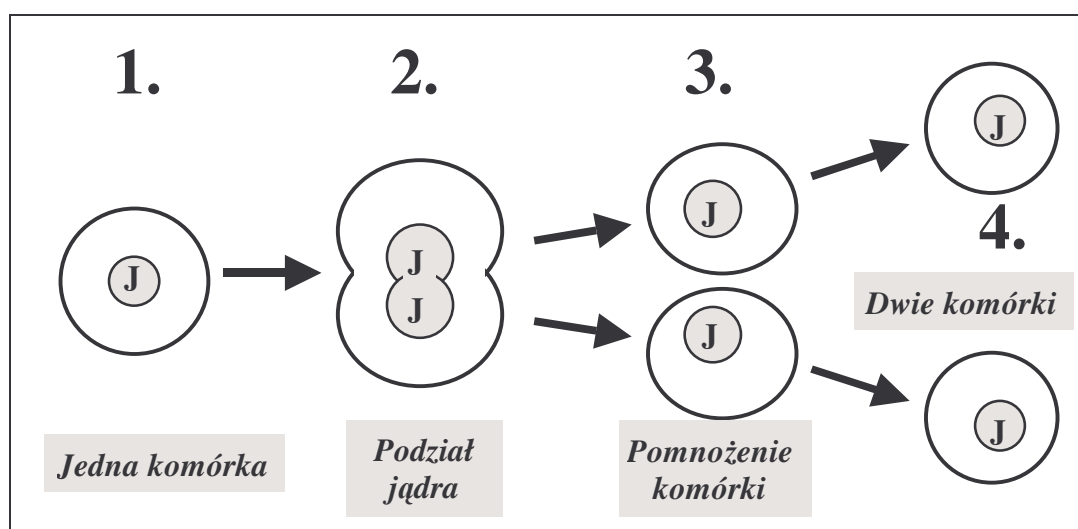 1.
2.
3.
J
J
J
J
J
J
J
4.
Dwie komórki
Jedna komórka
Podział
jądra
Pomnożenie
komórki